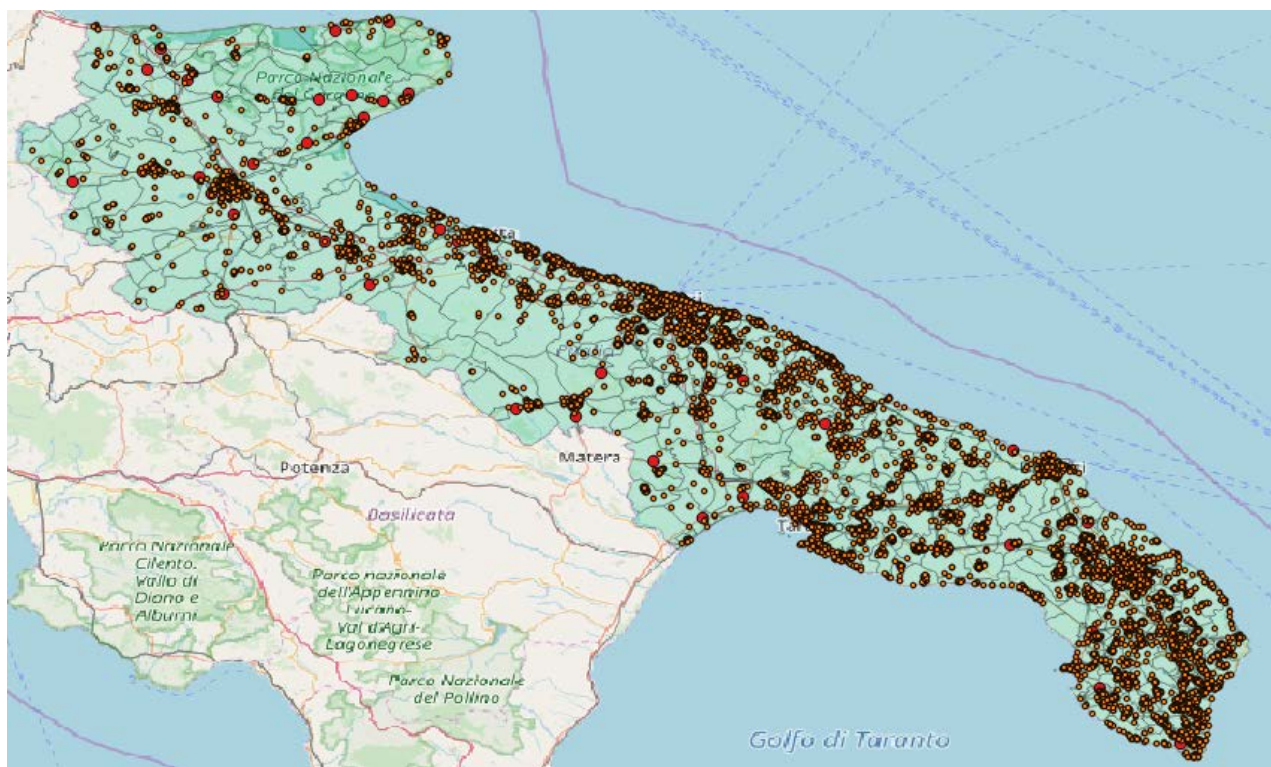 Parco Nazionale
Puglia
Matera
Potenza
Basilicata
Parco Nazionale
Cilento.
Vallo di
Diano e
Alburni
Parco nazionale
dell'Appennino
Lucano-
Val d'Agri-
Lagonegrese
Parco Nazionale
del Pollino
Golfo di Taranto